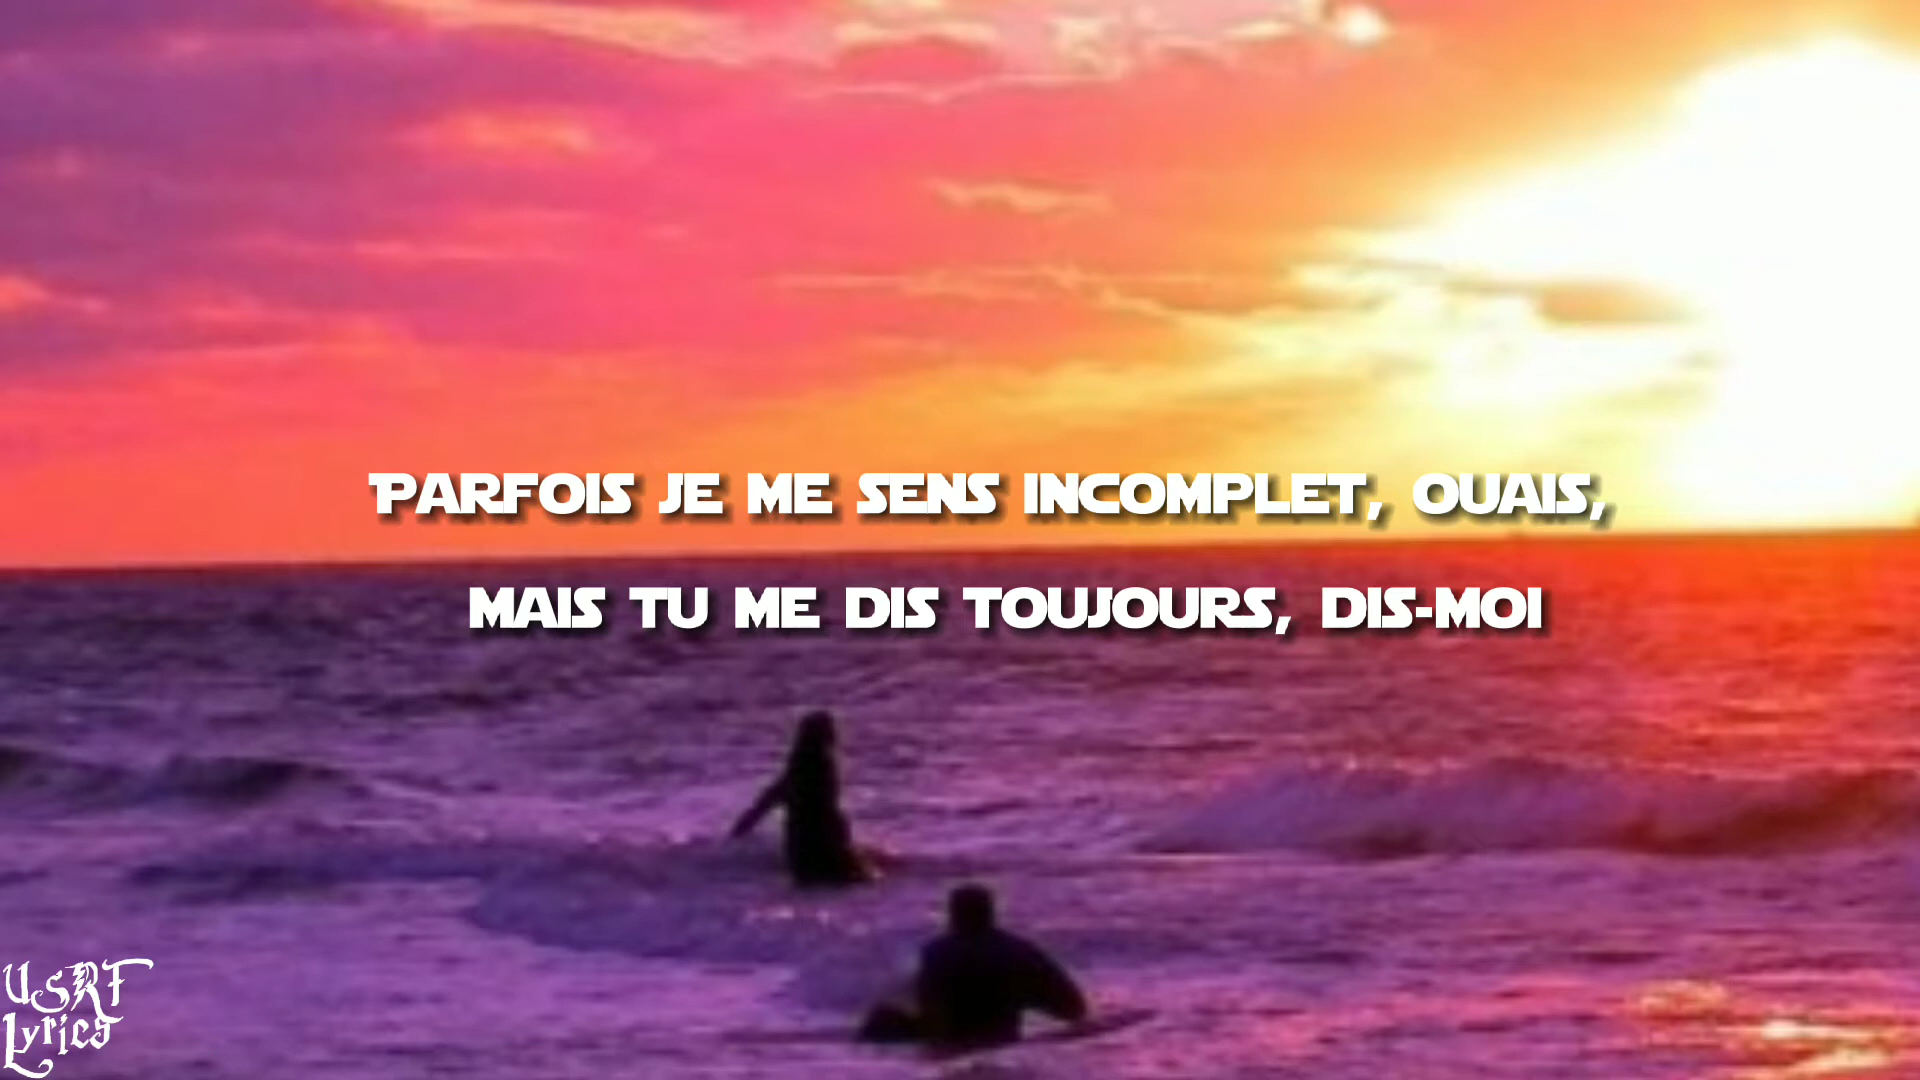 Parfois je me sens incomplet, ouais,
mais tu me dis toujours, dis-moi
USRF
Lyrics